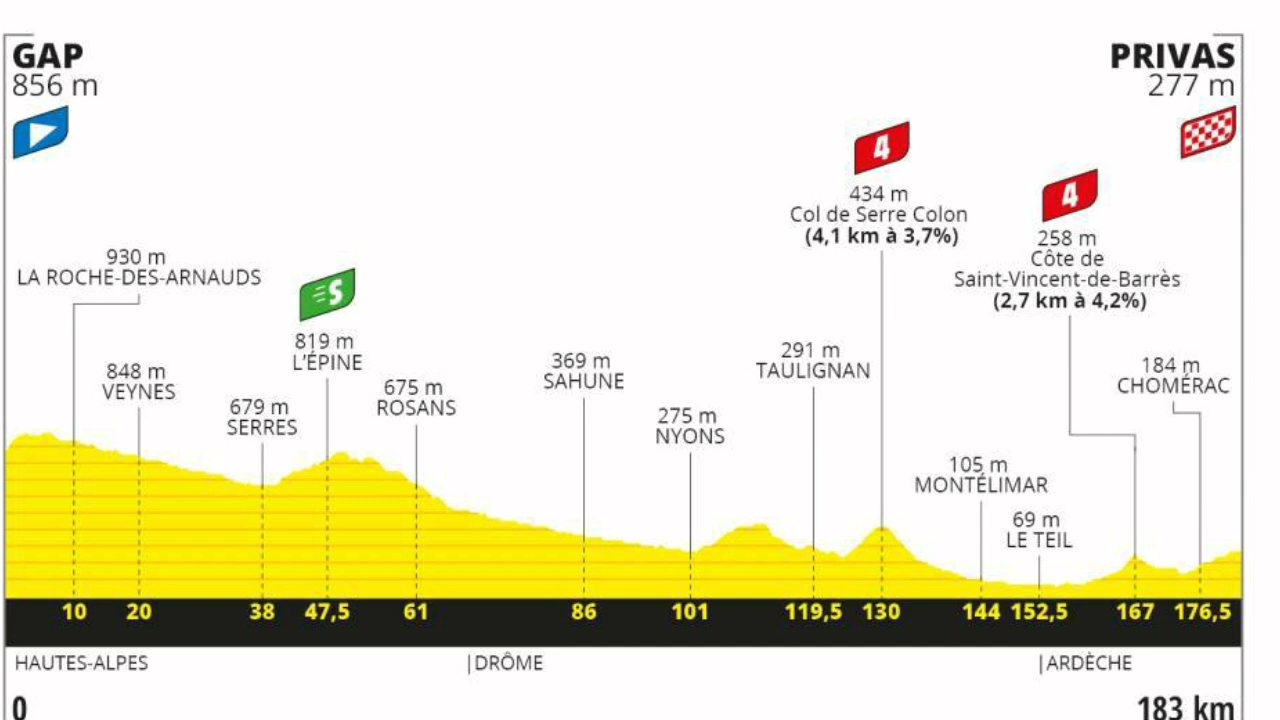 GAP
856 m
PRIVAS
277 m
4
434 m
Col de Serre Colon
(4,1 km à 3,7%)
4
258 m
Côte de
Saint-Vincent-de-Barrès
(2,7 km à 4,2%)
930 m
LA ROCHE-DES-ARNAUDS
S
819 m
L'ÉPINE
848 m
VEYNES
679 m
SERRES
675 m
ROSANS
369 m
SAHUNE
275 m
NYONS
291 m
TAULIGNAN
184 m
CHOMÉRAC
105 m
MONTÉLIMAR
69 m
LE TEIL
10 20 38 47,5 61 86 101 119,5 130 144 152,5 167 176,5
HAUTES-ALPES |DRÔME |ARDÈCHE
0 183 km